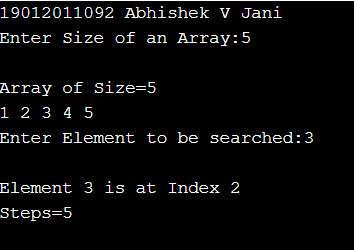 19012011092 Abhishek V Jani
Enter Size of an Array:5
Array of Size=5
1 2 3 4 5
Enter Element to be searched:3
Element 3 is at Index 2
Steps=5